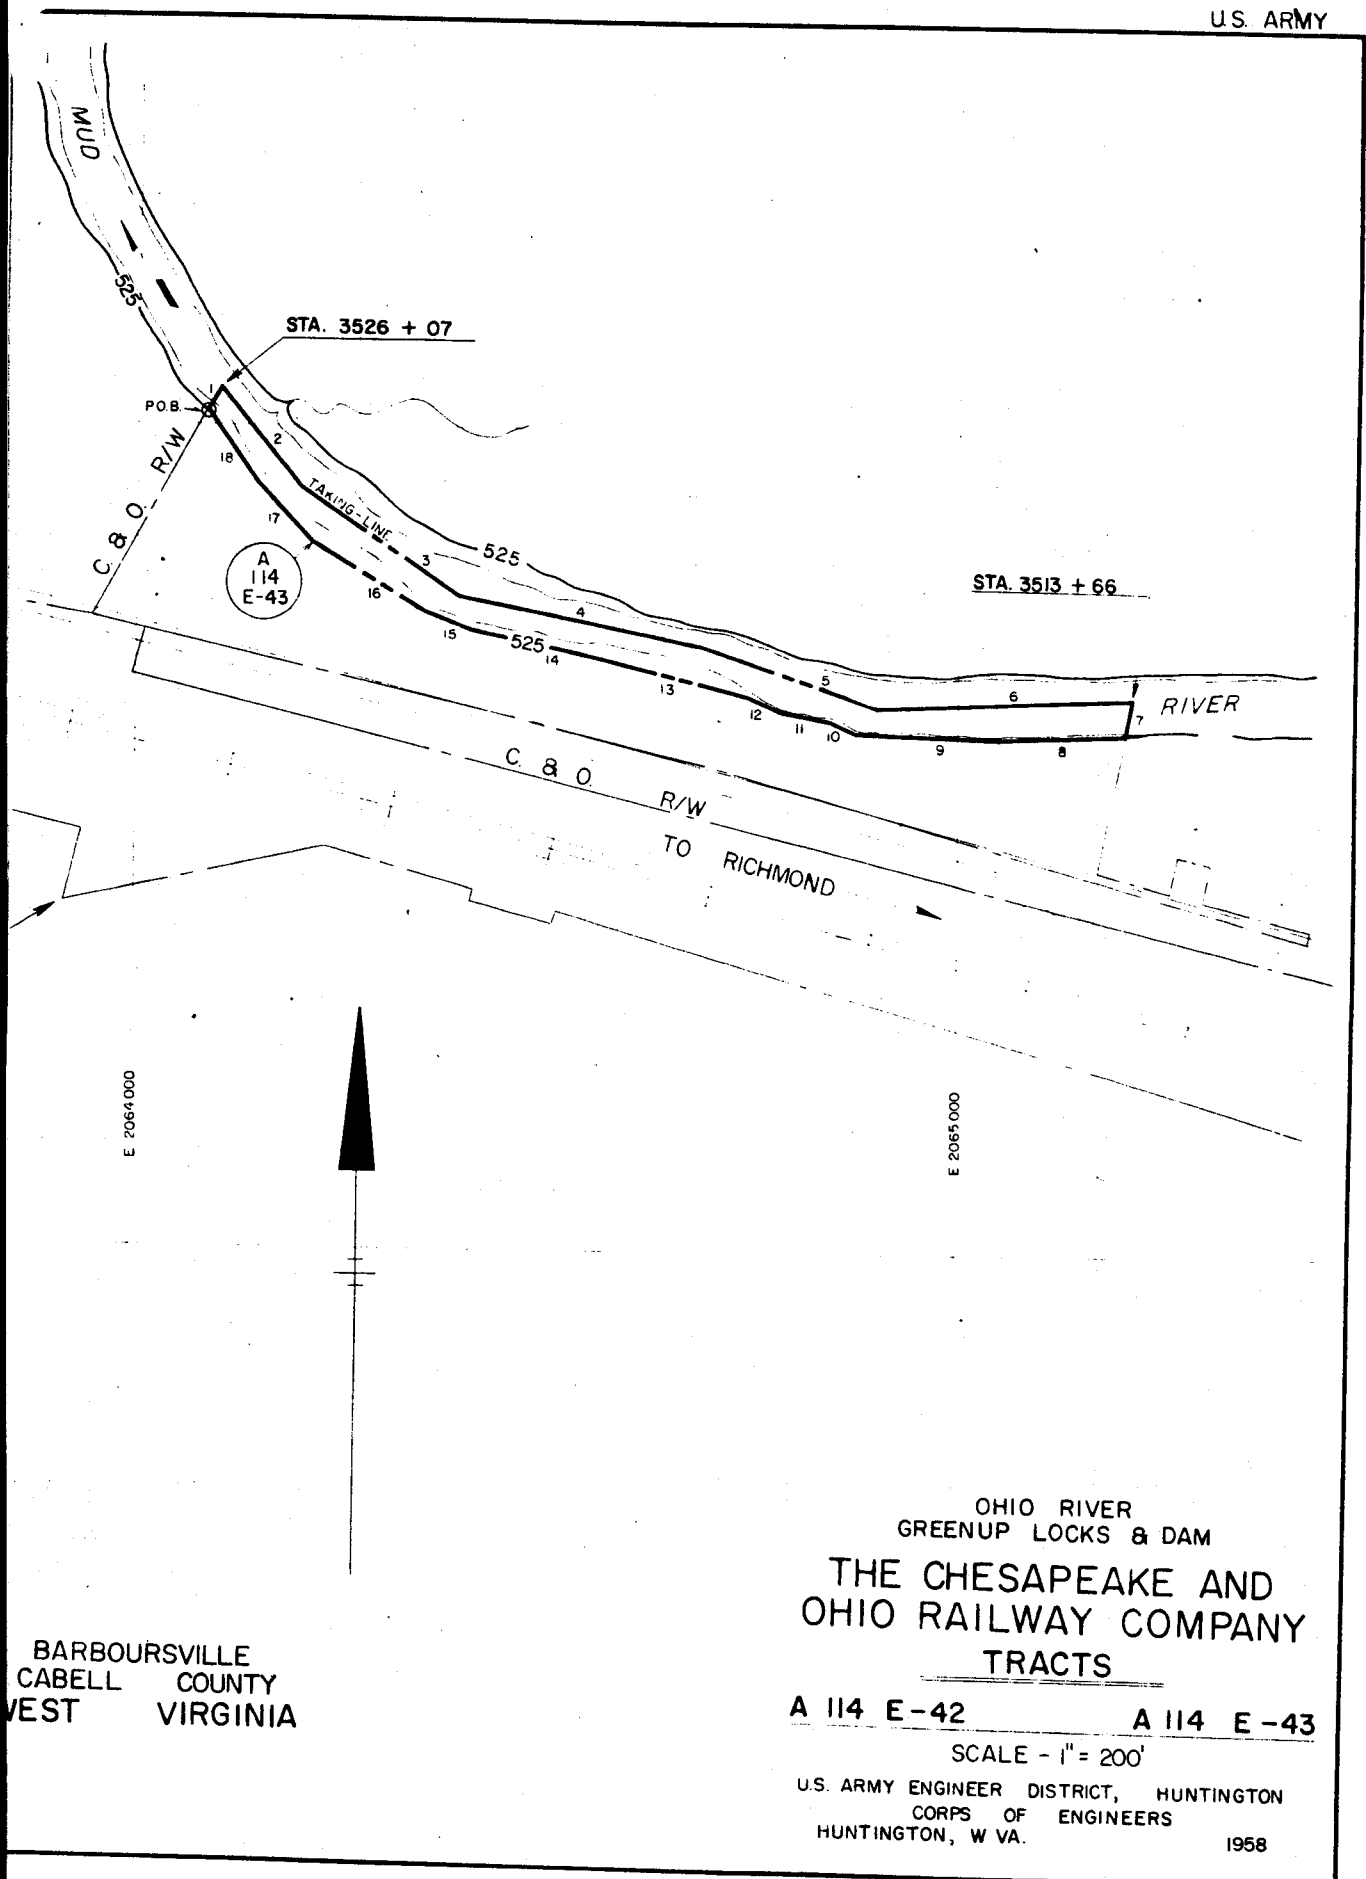 U.S. ARMY
MUD
525
STA. 3526 + 07
P.O.B.
1
2
18
C. & O. R/W
17
TAKING-LINE
3
525
A
114
E-43
16
STA. 3513 + 66
4
15
525
14
5
13
6
RIVER
7
12
11
10
9
8
C. & O. R/W
TO RICHMOND
E 2064000
E 2065000
OHIO RIVER
GREENUP LOCKS & DAM
THE CHESAPEAKE AND
OHIO RAILWAY COMPANY
TRACTS
A 114 E-42 A 114 E-43
SCALE - 1" = 200'
U.S. ARMY ENGINEER DISTRICT, HUNTINGTON
CORPS OF ENGINEERS
HUNTINGTON, W VA. 1958
BARBOURSVILLE
CABELL COUNTY
WEST VIRGINIA